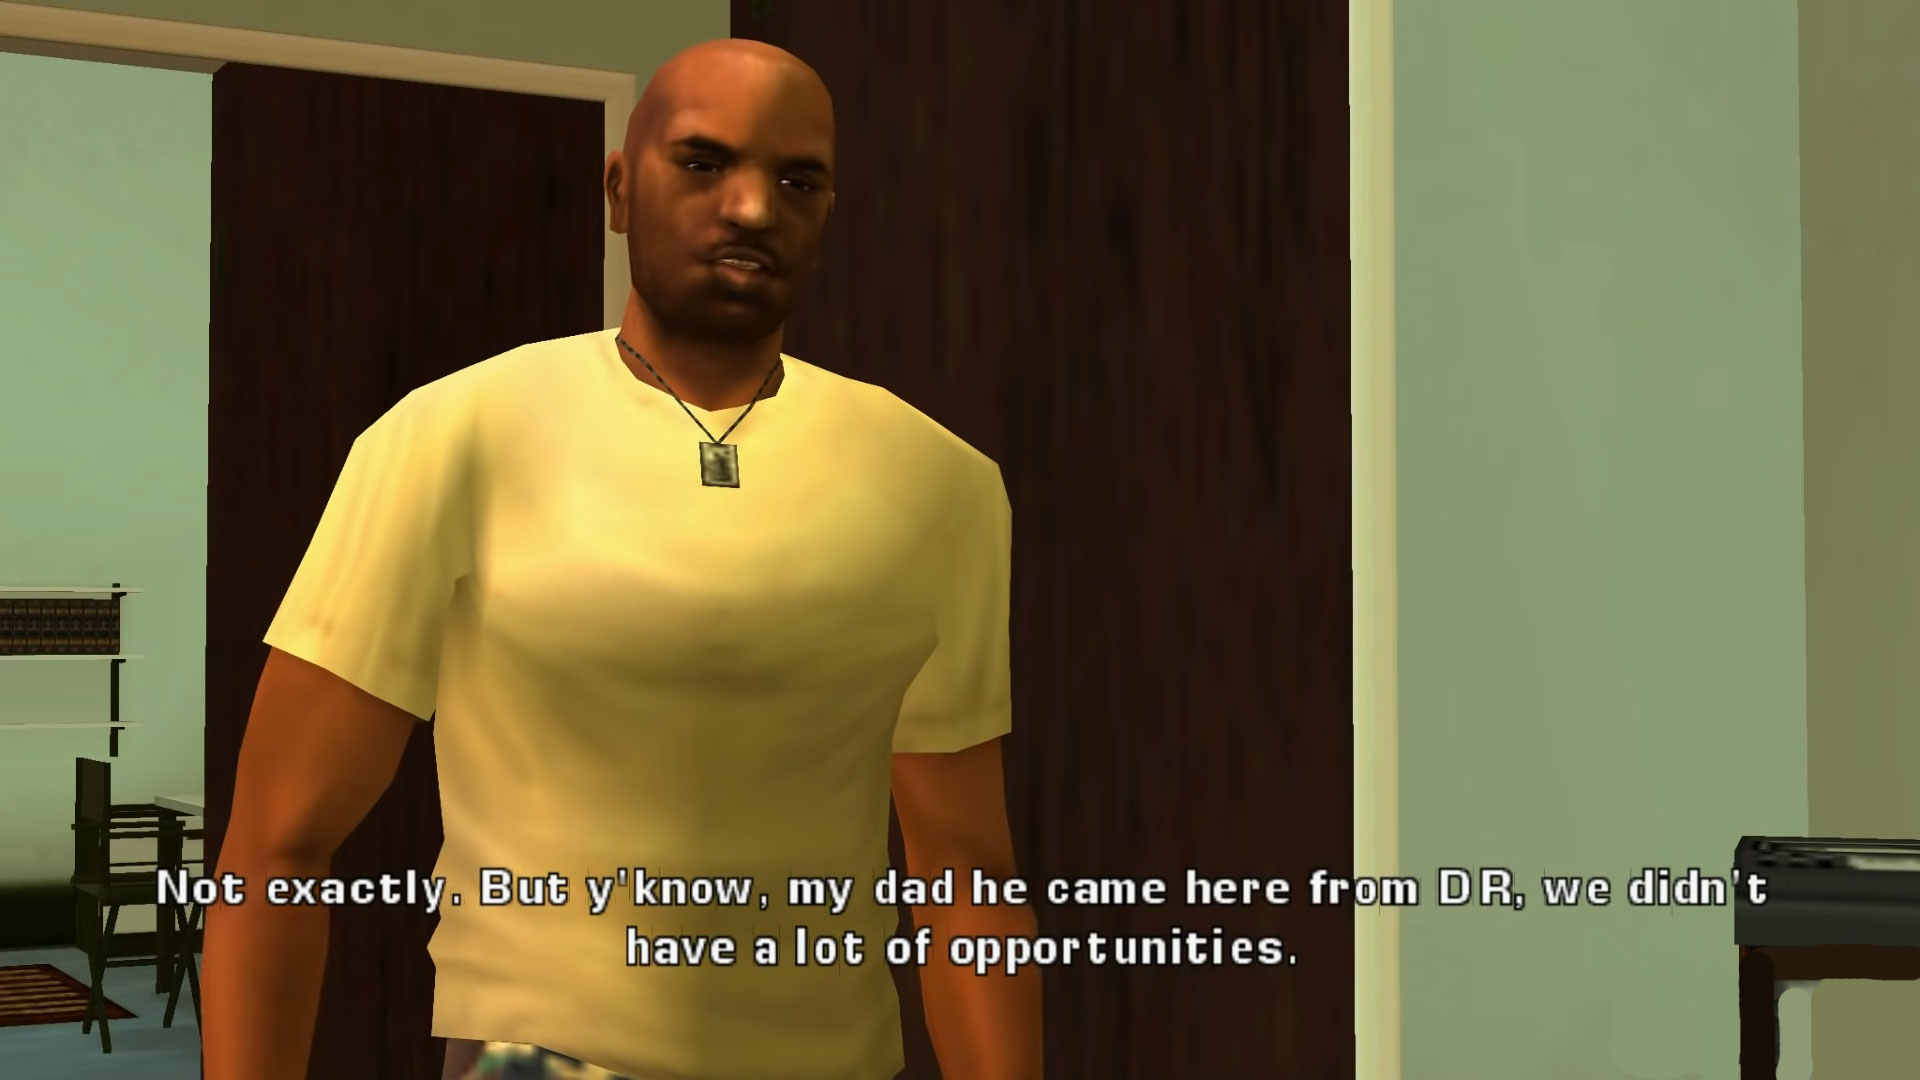 Not exactly. But y'know, my dad he came here from DR, we didn't
have a lot of opportunities.